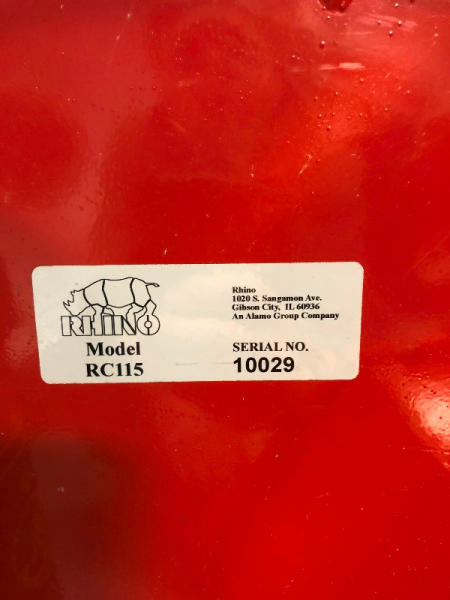 RHINO
Model
RC115
Rhino
1020 S. Sangamon Ave.
Gibson City, IL 60936
An Alamo Group Company
SERIAL NO.
10029